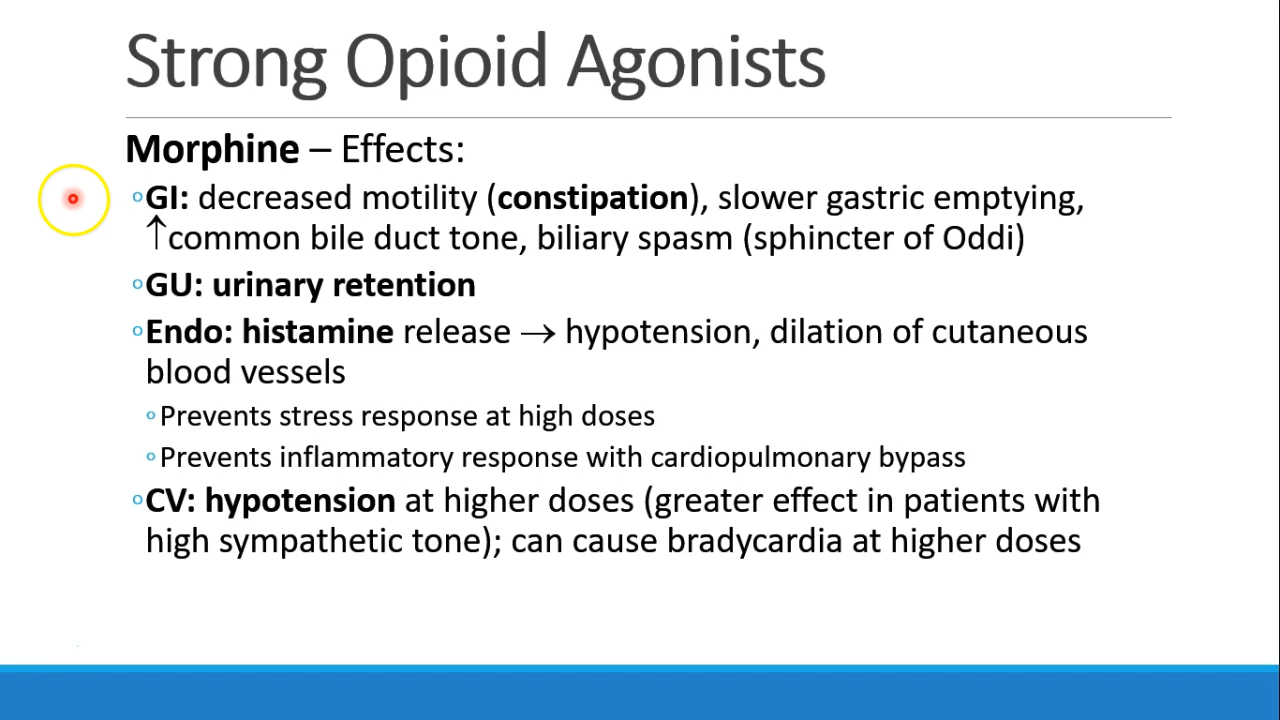 Strong Opioid Agonists
Morphine – Effects:
◦GI: decreased motility (constipation), slower gastric emptying,
↑common bile duct tone, biliary spasm (sphincter of Oddi)
◦GU: urinary retention
◦Endo: histamine release → hypotension, dilation of cutaneous
blood vessels
◦Prevents stress response at high doses
◦Prevents inflammatory response with cardiopulmonary bypass
◦CV: hypotension at higher doses (greater effect in patients with
high sympathetic tone); can cause bradycardia at higher doses